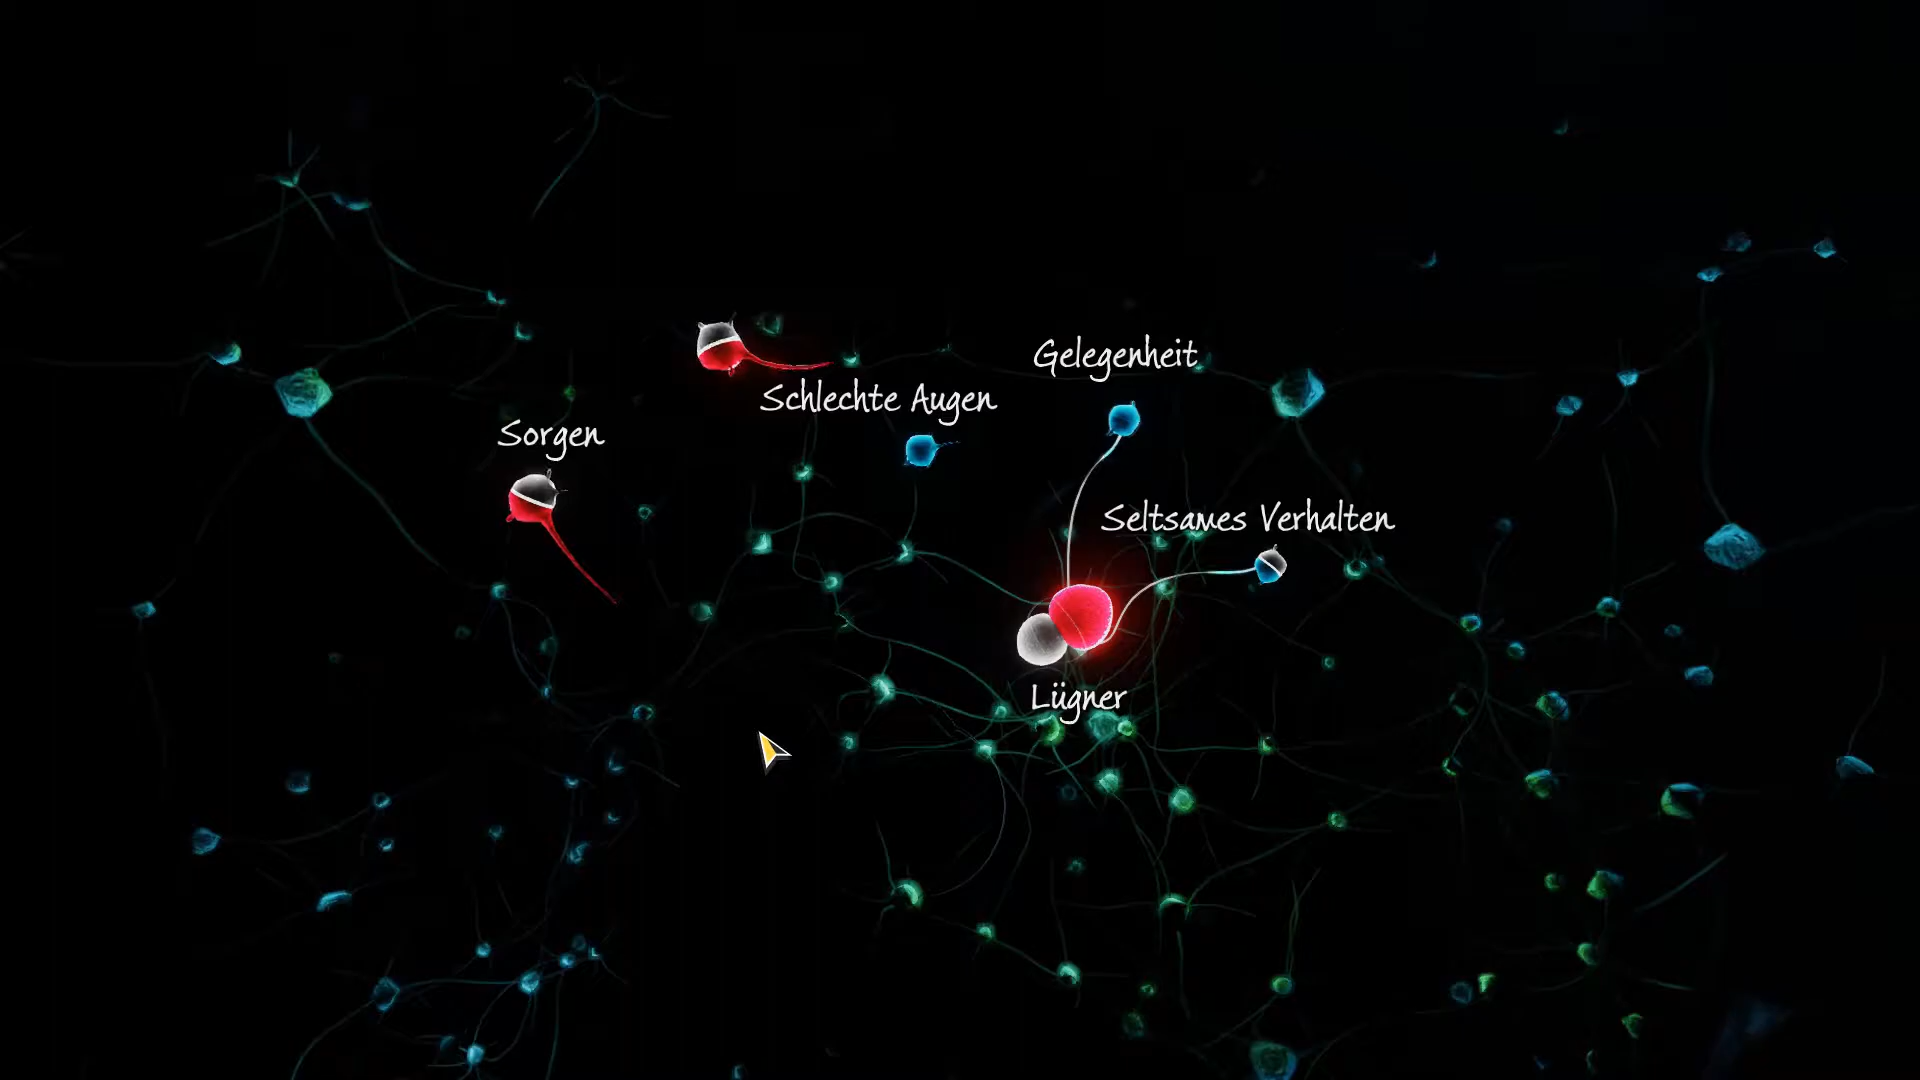 Gelegenheit
Schlechte Augen
Sorgen
Seltsames Verhalten
Lügner